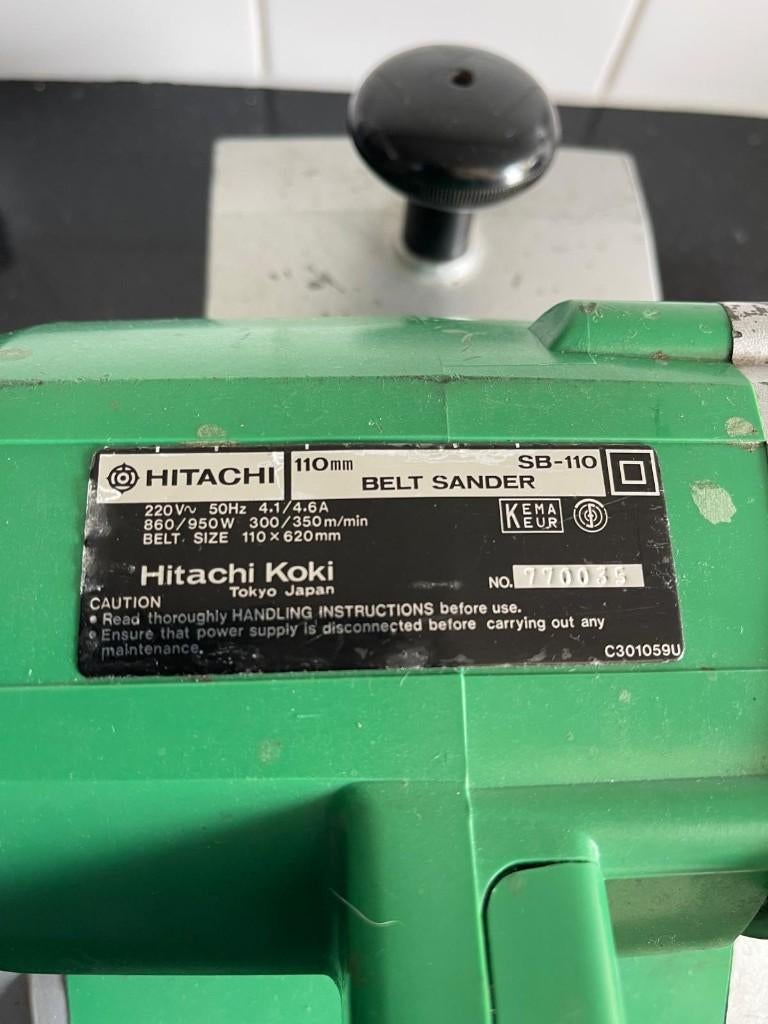 HITACHI
110mm SB-110
BELT SANDER
220V~ 50Hz 4.1/4.6A
860/950W 300/350m/min
BELT SIZE 110×620mm
KEMA
EUR
Hitachi Koki
Tokyo Japan
NO. 770035
CAUTION
• Read thoroughly HANDLING INSTRUCTIONS before use.
• Ensure that power supply is disconnected before carrying out any
maintenance.
C301059U